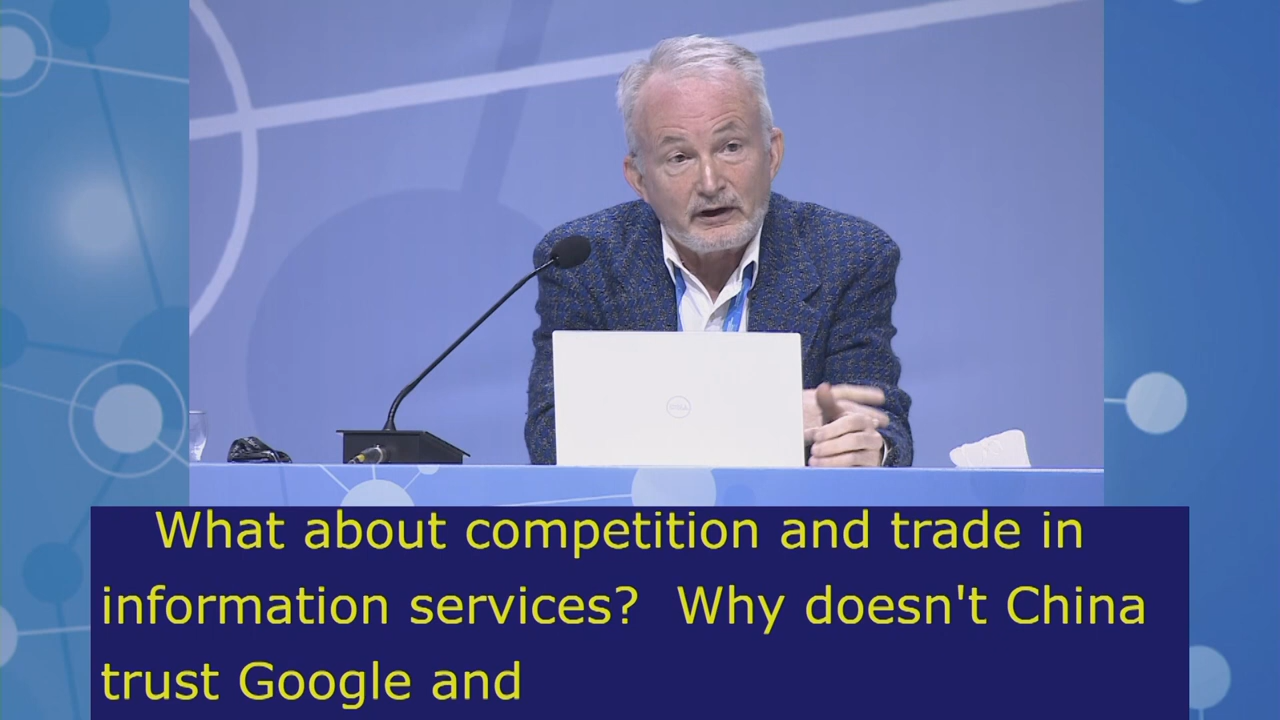 What about competition and trade in
information services?  Why doesn't China
trust Google and